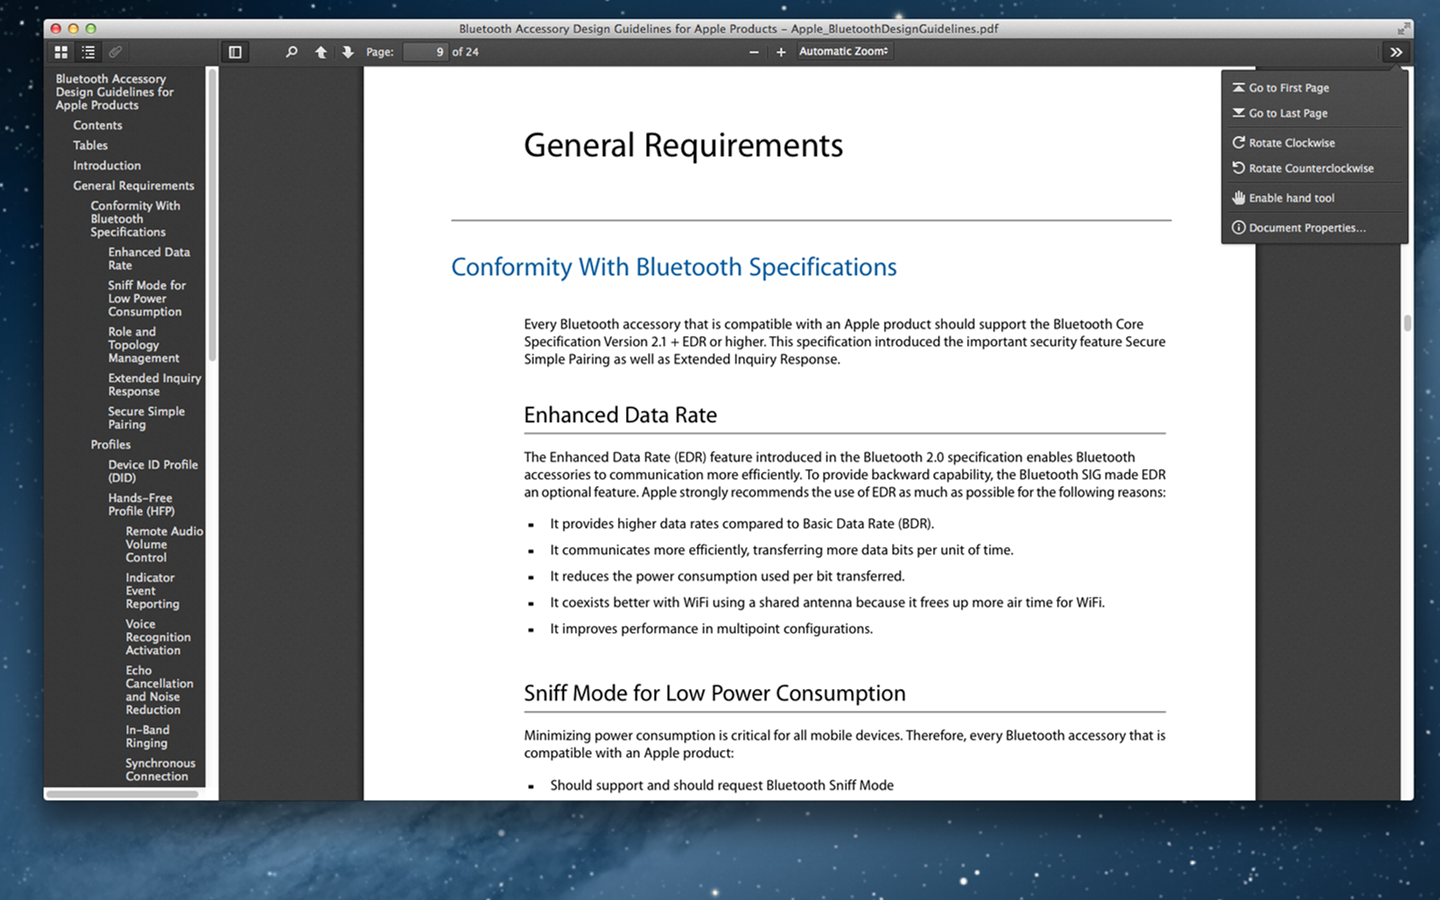 Bluetooth Accessory Design Guidelines for Apple Products - Apple_BluetoothDesignGuidelines.pdf
Page: 9 of 24
Automatic Zoom
Bluetooth Accessory
Design Guidelines for
Apple Products
Contents
Tables
Introduction
General Requirements
Conformity With
Bluetooth
Specifications
Enhanced Data
Rate
Sniff Mode for
Low Power
Consumption
Role and
Topology
Management
Extended Inquiry
Response
Secure Simple
Pairing
Profiles
Device ID Profile
(DID)
Hands-Free
Profile (HFP)
Remote Audio
Volume
Control
Indicator
Event
Reporting
Voice
Recognition
Activation
Echo
Cancellation
and Noise
Reduction
In-Band
Ringing
Synchronous
Connection
General Requirements
Conformity With Bluetooth Specifications
Every Bluetooth accessory that is compatible with an Apple product should support the Bluetooth Core
Specification Version 2.1 + EDR or higher. This specification introduced the important security feature Secure
Simple Pairing as well as Extended Inquiry Response.
Enhanced Data Rate
The Enhanced Data Rate (EDR) feature introduced in the Bluetooth 2.0 specification enables Bluetooth
accessories to communication more efficiently. To provide backward capability, the Bluetooth SIG made EDR
an optional feature. Apple strongly recommends the use of EDR as much as possible for the following reasons:
▪ It provides higher data rates compared to Basic Data Rate (BDR).
▪ It communicates more efficiently, transferring more data bits per unit of time.
▪ It reduces the power consumption used per bit transferred.
▪ It coexists better with WiFi using a shared antenna because it frees up more air time for WiFi.
▪ It improves performance in multipoint configurations.
Sniff Mode for Low Power Consumption
Minimizing power consumption is critical for all mobile devices. Therefore, every Bluetooth accessory that is
compatible with an Apple product:
▪ Should support and should request Bluetooth Sniff Mode
Go to First Page
Go to Last Page
Rotate Clockwise
Rotate Counterclockwise
Enable hand tool
Document Properties...